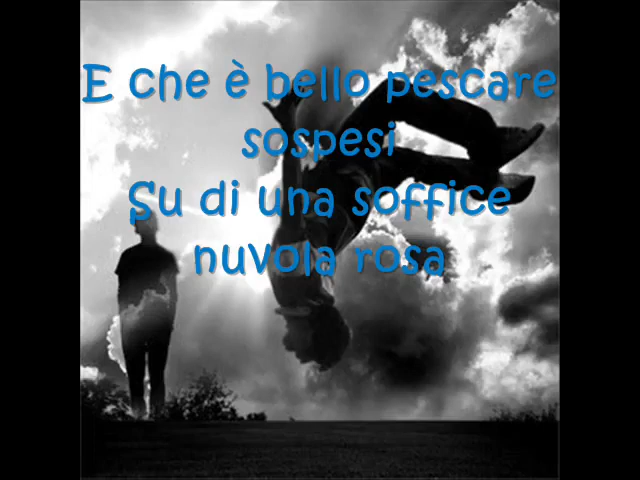 E che è bello pescare
sospesi
Su di una soffice
nuvola rosa